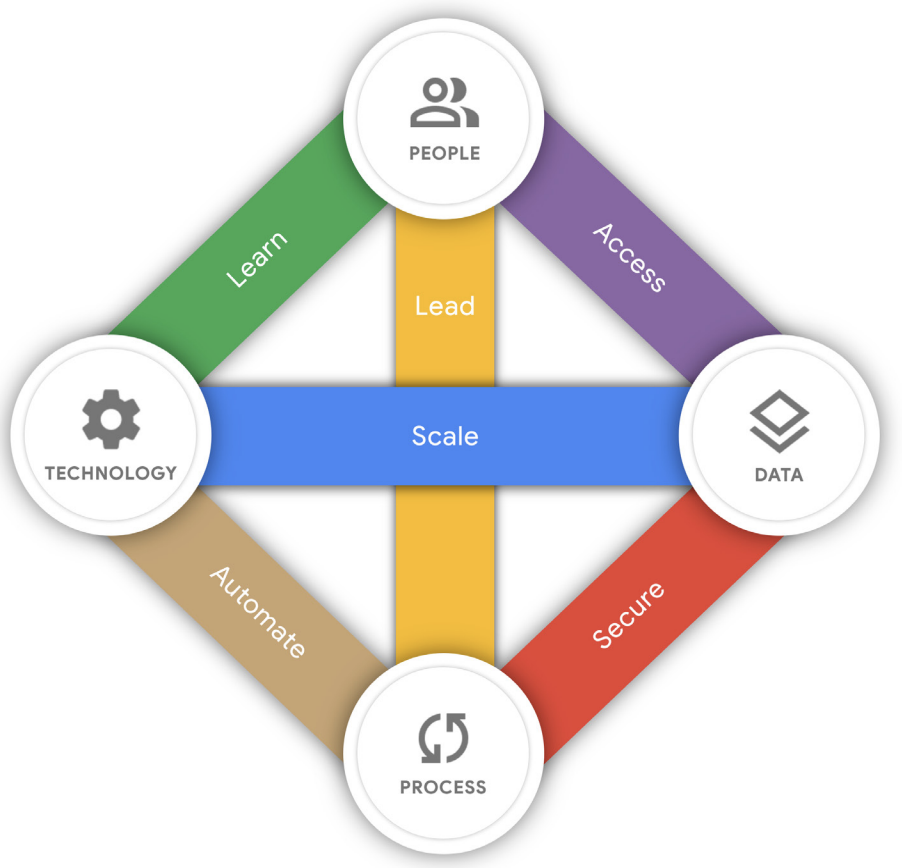 PEOPLE
Learn
Access
Lead
Scale
TECHNOLOGY
DATA
Automate
Secure
PROCESS